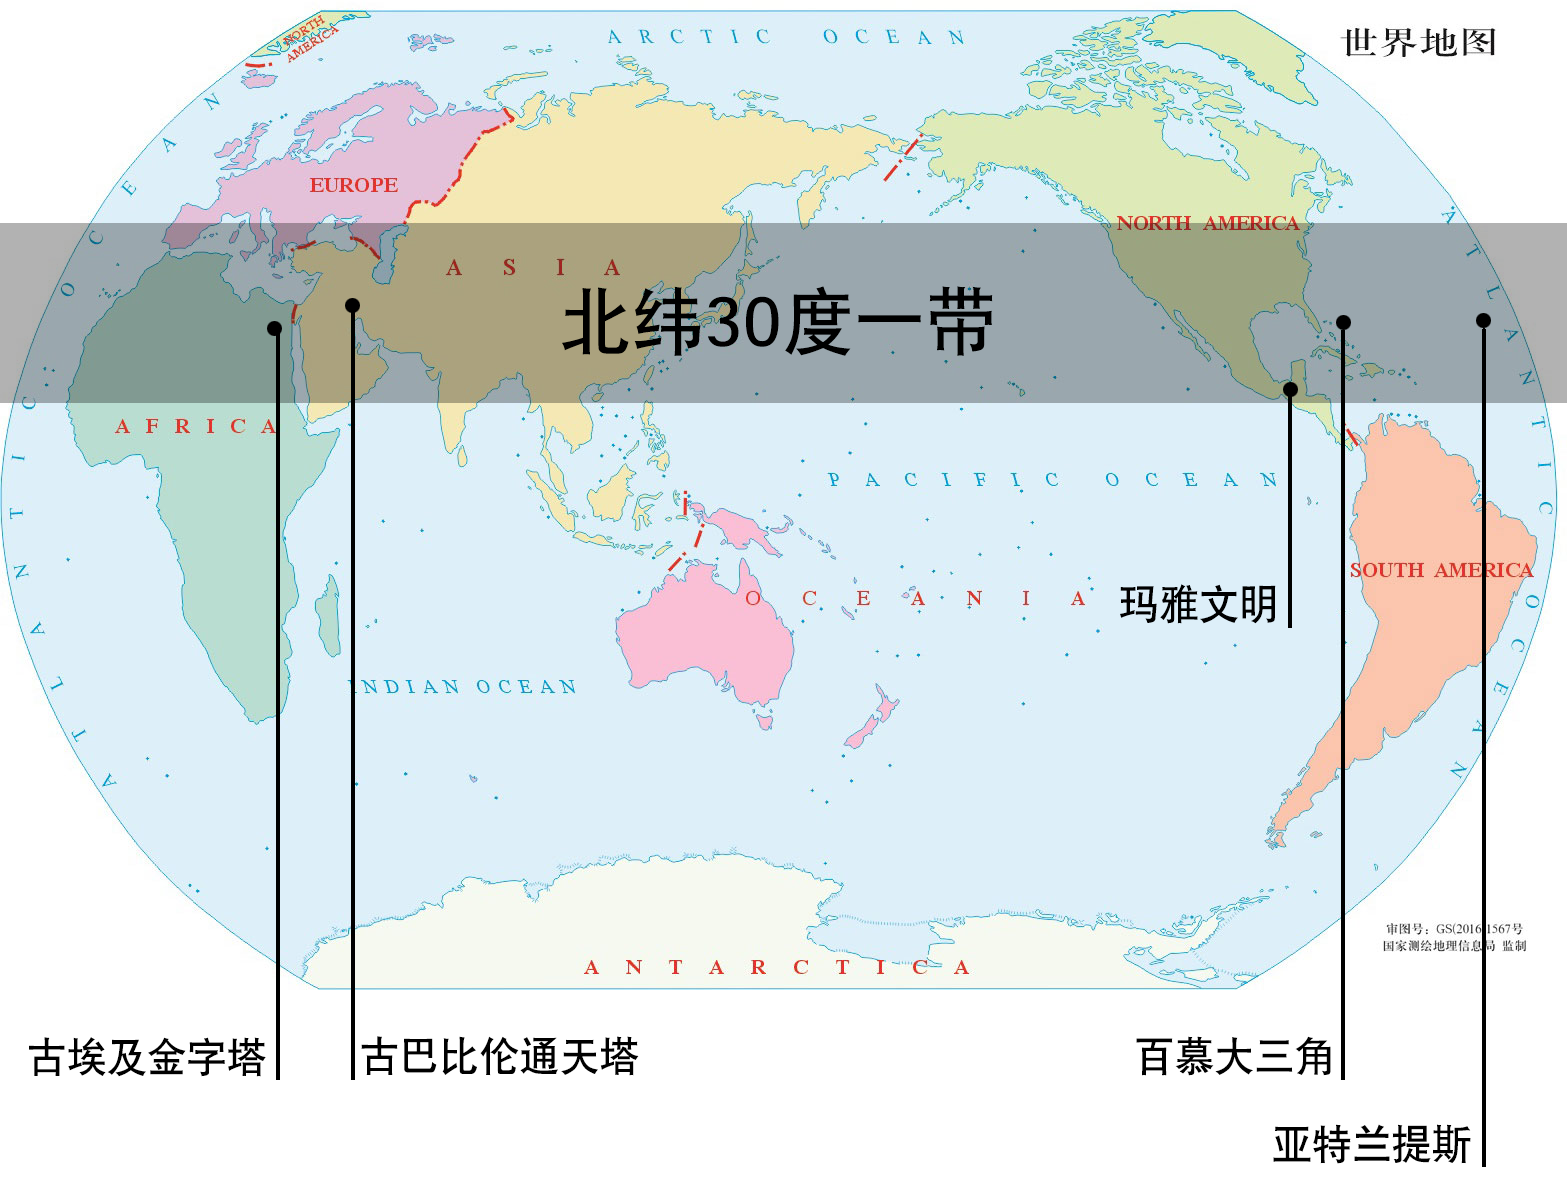 NORTH
AMERICA
ARCTIC OCEAN
世界地图
EUROPE
NORTH AMERICA
ASIA
北纬30度一带
AFRICA
PACIFIC OCEAN
ATLANTIC OCEAN
ATLANTIC OCEAN
SOUTH AMERICA
OCEANIA
玛雅文明
INDIAN OCEAN
审图号：GS(2016)1567号
国家测绘地理信息局 监制
ANTARCTICA
古埃及金字塔
古巴比伦通天塔
百慕大三角
亚特兰提斯